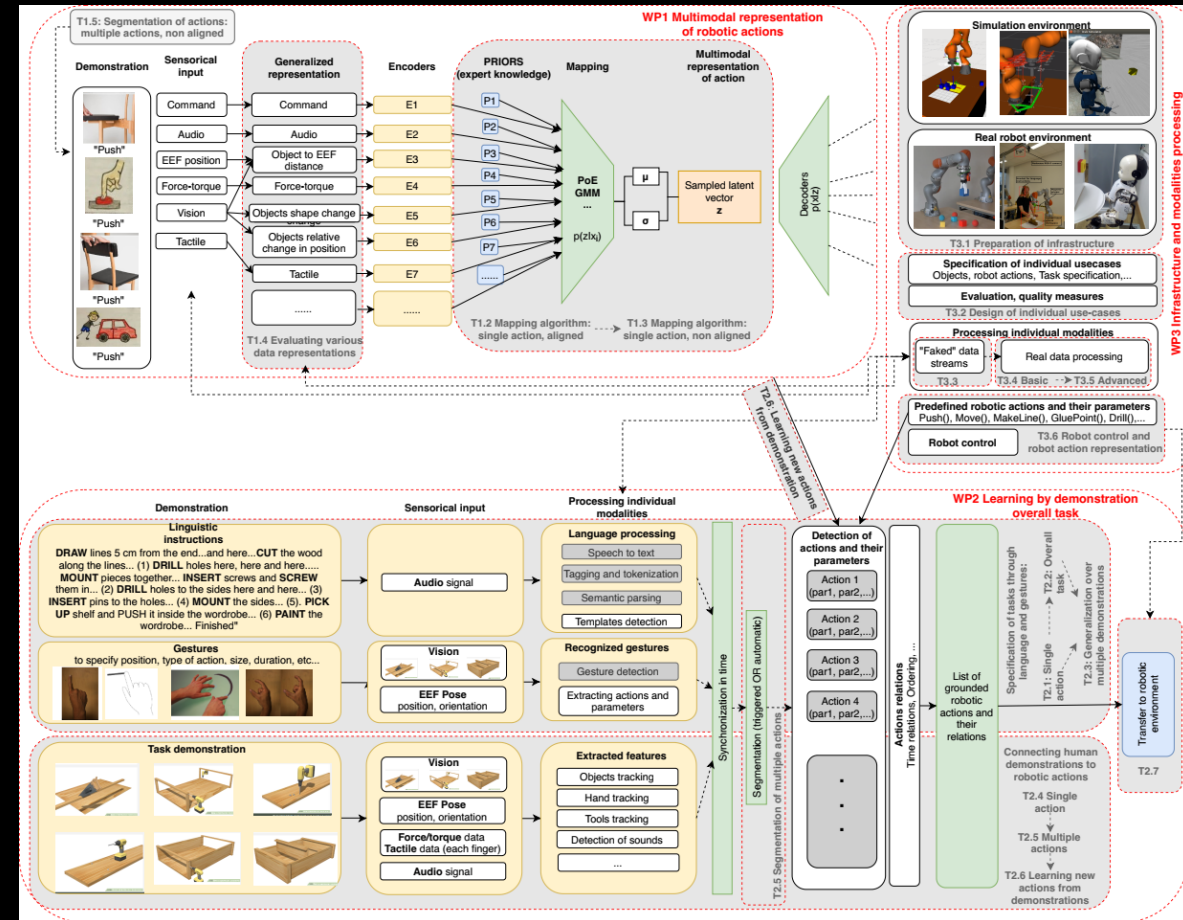 T1.5: Segmentation of actions:
multiple actions, non aligned
WP1 Multimodal representation
of robotic actions
Demonstration
Sensorical
input
Generalized
representation
Encoders
PRIORS
(expert knowledge)
Mapping
Multimodal
representation
of action
"Push"
"Push"
"Push"
"Push"
Command
Audio
EEF position
Force-torque
Vision
Tactile
Command
Audio
Object to EEF
distance
Force-torque
Objects shape change
change
Objects relative
change in position
Tactile
......
T1.4 Evaluating various
data representations
E1
E2
E3
E4
E5
E6
E7
......
P1
P2
P3
P4
P5
P6
P7
......
PoE
GMM
...
p(z|xᵢ)
μ
σ
Sampled latent
vector
z
Decoders
p(x|z)
T1.2 Mapping algorithm:
single action, aligned
T1.3 Mapping algorithm:
single action, non aligned
WP3 Infrastructure and modalities processing
Simulation environment
Real robot environment
T3.1 Preparation of infrastructure
Specification of individual usecases
Objects, robot actions, Task specification,...
Evaluation, quality measures
T3.2 Design of individual use-cases
Processing individual modalities
"Faked" data
streams
Real data processing
T3.3
T3.4 Basic
T3.5 Advanced
Predefined robotic actions and their parameters
Push(), Move(), MakeLine(), GluePoint(), Drill(),...
Robot control
T3.6 Robot control and
robot action representation
T2.6: Learning new actions
from demonstration
WP2 Learning by demonstration
overall task
Demonstration
Sensorical input
Processing individual
modalities
Linguistic
instructions
DRAW lines 5 cm from the end...and here...CUT the wood
along the lines... (1) DRILL holes here, here and here.....
MOUNT pieces together... INSERT screws and SCREW
them in... (2) DRILL holes to the sides here and here... (3)
INSERT pins to the holes... (4) MOUNT the sides... (5). PICK
UP shelf and PUSH it inside the wordrobe... (6) PAINT the
wordrobe... Finished"
Audio signal
Language processing
Speech to text
Tagging and tokenization
Semantic parsing
Templates detection
Gestures
to specify position, type of action, size, duration, etc...
Vision
EEF Pose
position, orientation
Recognized gestures
Gesture detection
Extracting actions and
parameters
Task demonstration
Vision
EEF Pose
position, orientation
Force/torque data
Tactile data (each finger)
Audio signal
Extracted features
Objects tracking
Hand tracking
Tools tracking
Detection of sounds
...
Synchronization in time
Segmentation (triggered OR automatic)
T2.5 Segmentation of multiple actions
Detection of
actions and their
parameters
Action 1
(par1, par2,...)
Action 2
(par1, par2,...)
Action 3
(par1, par2,...)
Action 4
(par1, par2,...)
.
.
.
Actions relations
Time relations, Ordering, ...
List of
grounded
robotic
actions and
their
relations
Specification of tasks through
language and gestures:
T2.1: Single
action
T2.2: Overall
task
T2.3: Generalization over
multiple demonstrations
Connecting human
demonstrations to
robotic actions
T2.4 Single
action
T2.5 Multiple
actions
T2.6 Learning new
actions from
demonstrations
Transfer to robotic
environment
T2.7